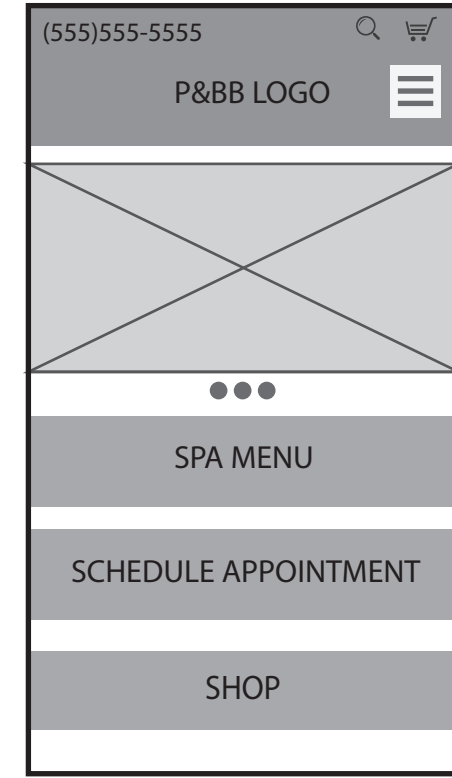 (555)555-5555
P&BB LOGO
SPA MENU
SCHEDULE APPOINTMENT
SHOP